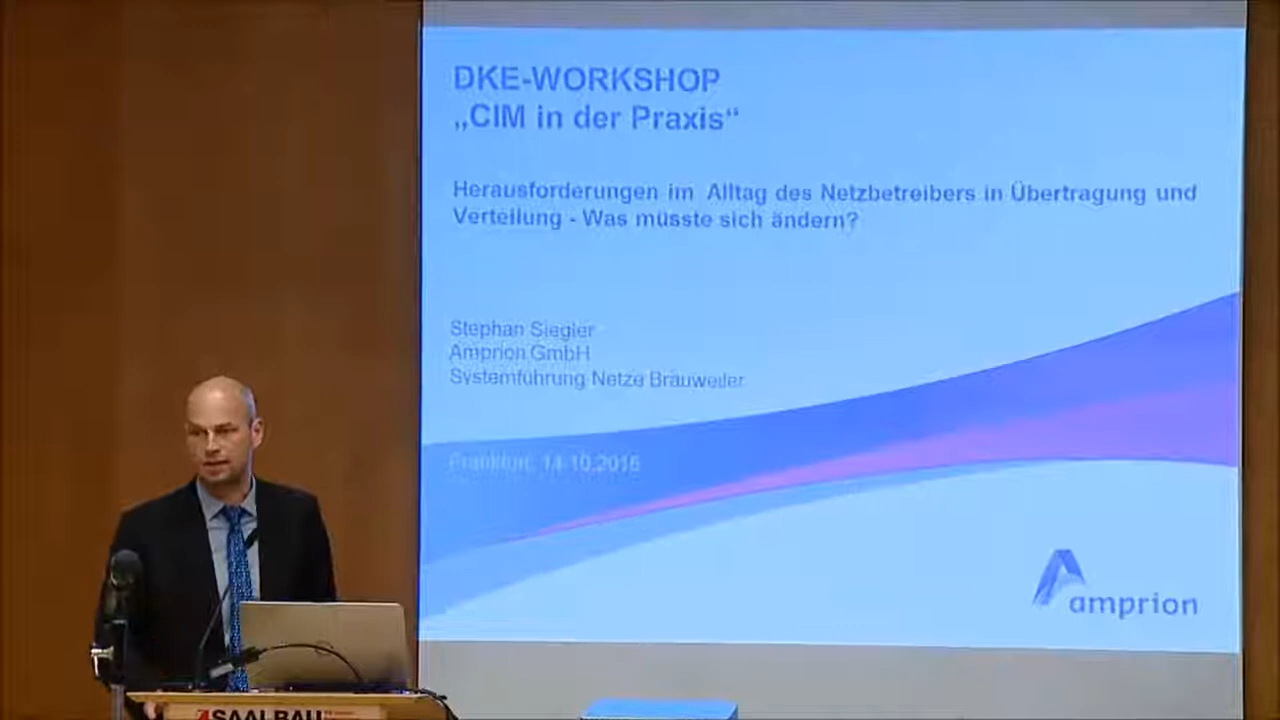 DKE-WORKSHOP
„CIM in der Praxis“
Herausforderungen im Alltag des Netzbetreibers in Übertragung und
Verteilung - Was müsste sich ändern?
Stephan Siegler
Amprion GmbH
Systemführung Netze Brauweiler
Frankfurt, 14-10.2016
amprion
SAALBAU